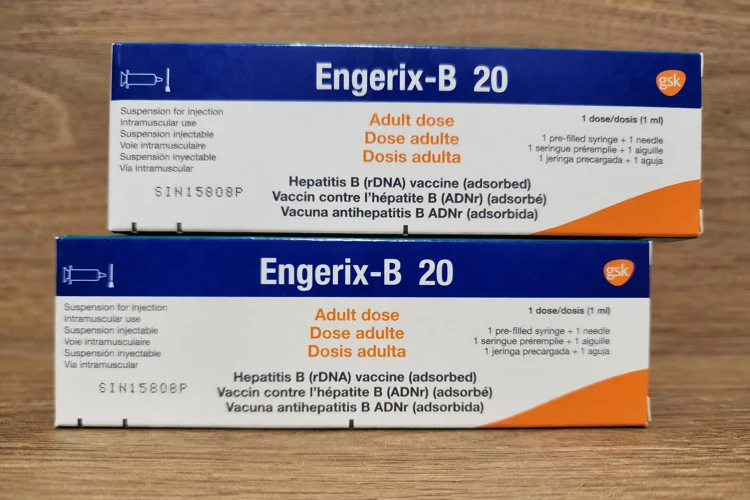 Engerix-B 20
gsk
Suspension for injection
Intramuscular use
Suspension injectable
Voie intramusculaire
Suspensión inyectable
Vía intramuscular
SIN15808P
Adult dose
Dose adulte
Dosis adulta
1 dose/dosis (1 ml)
1 pre-filled syringe + 1 needle
1 seringue préremplie + 1 aiguille
1 jeringa precargada + 1 aguja
Hepatitis B (rDNA) vaccine (adsorbed)
Vaccin contre l'hépatite B (ADNr) (adsorbé)
Vacuna antihepatitis B ADNr (adsorbida)
Engerix-B 20
gsk
Suspension for injection
Intramuscular use
Suspension injectable
Voie intramusculaire
Suspensión inyectable
Vía intramuscular
SIN15808P
Adult dose
Dose adulte
Dosis adulta
1 dose/dosis (1 ml)
1 pre-filled syringe + 1 needle
1 seringue préremplie + 1 aiguille
1 jeringa precargada + 1 aguja
Hepatitis B (rDNA) vaccine (adsorbed)
Vaccin contre l'hépatite B (ADNr) (adsorbé)
Vacuna antihepatitis B ADNr (adsorbida)